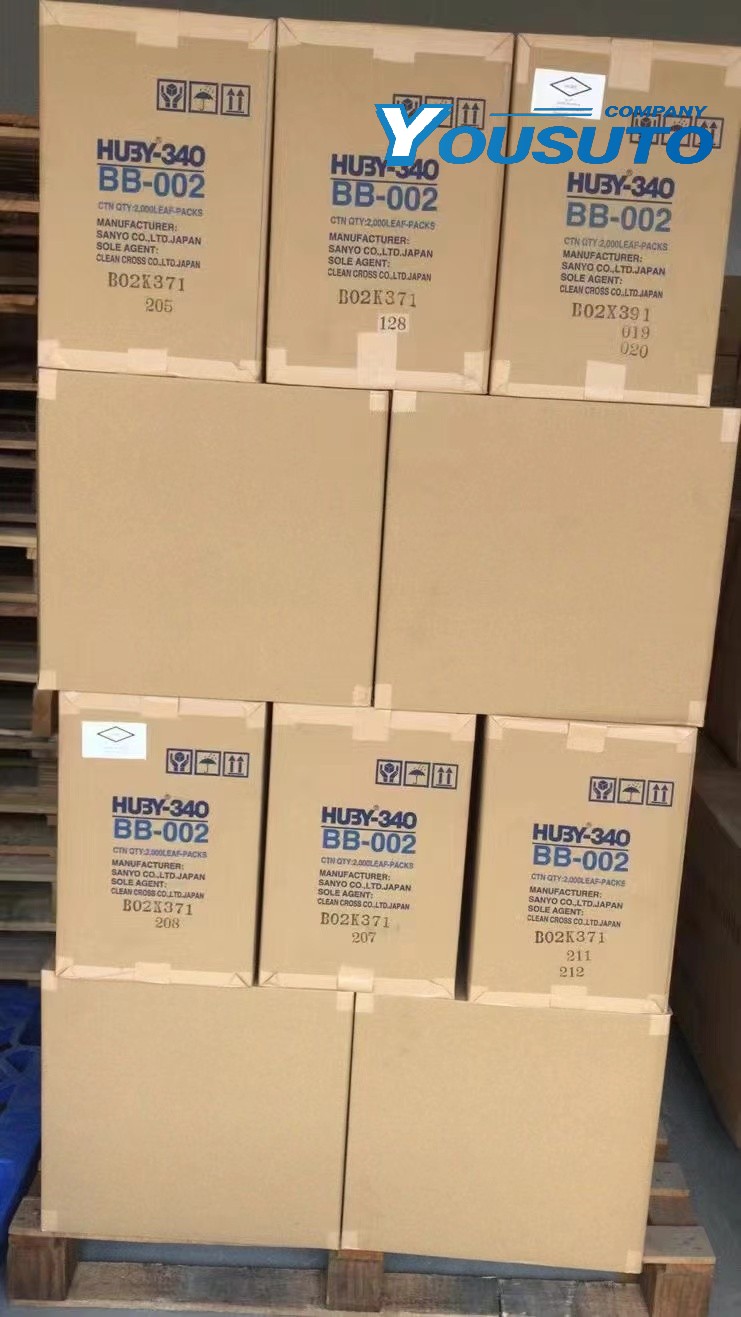 COMPANY
YOUSUTO
HUBY-340
BB-002
CTN QTY:2,000LEAF-PACKS
MANUFACTURER:
SANYO CO.,LTD.JAPAN
SOLE AGENT:
CLEAN CROSS CO.,LTD.JAPAN
B02K371
205
HUBY-340
BB-002
CTN QTY:2,000LEAF-PACKS
MANUFACTURER:
SANYO CO.,LTD.JAPAN
SOLE AGENT:
CLEAN CROSS CO.,LTD.JAPAN
B02K371
128
HUBY-340
BB-002
CTN QTY:2,000LEAF-PACKS
MANUFACTURER:
SANYO CO.,LTD.JAPAN
SOLE AGENT:
CLEAN CROSS CO.,LTD.JAPAN
B02X391
019
020
HUBY®-340
BB-002
CTN QTY:2,000LEAF-PACKS
MANUFACTURER:
SANYO CO.,LTD.JAPAN
SOLE AGENT:
CLEAN CROSS CO.,LTD.JAPAN
B02X371
208
HUBY®-340
BB-002
CTN QTY:2,000LEAF-PACKS
MANUFACTURER:
SANYO CO.,LTD.JAPAN
SOLE AGENT:
CLEAN CROSS CO.,LTD.JAPAN
B02K371
207
HUBY®-340
BB-002
CTN QTY:2,000LEAF-PACKS
MANUFACTURER:
SANYO CO.,LTD.JAPAN
SOLE AGENT:
CLEAN CROSS CO.,LTD.JAPAN
B02K371
211
212